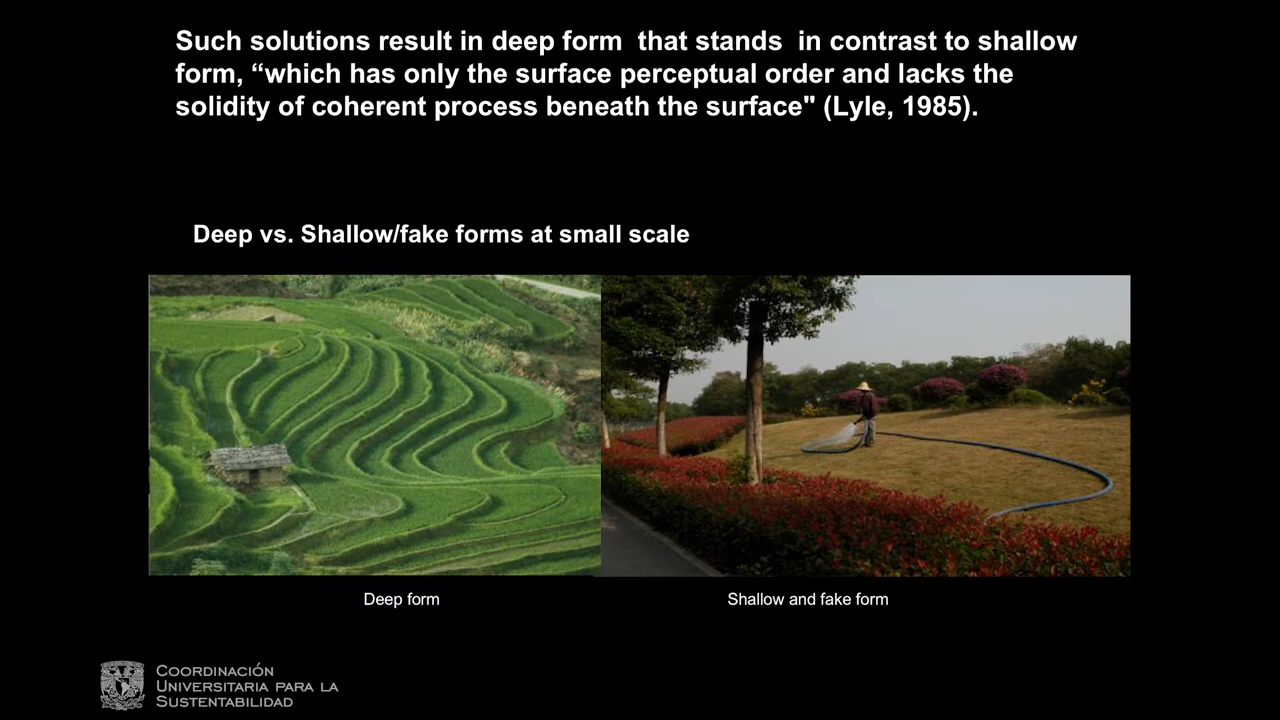 Such solutions result in deep form  that stands  in contrast to shallow
form, “which has only the surface perceptual order and lacks the
solidity of coherent process beneath the surface" (Lyle, 1985).
Deep vs. Shallow/fake forms at small scale
Deep form
Shallow and fake form
COORDINACIÓN
UNIVERSITARIA PARA LA
SUSTENTABILIDAD